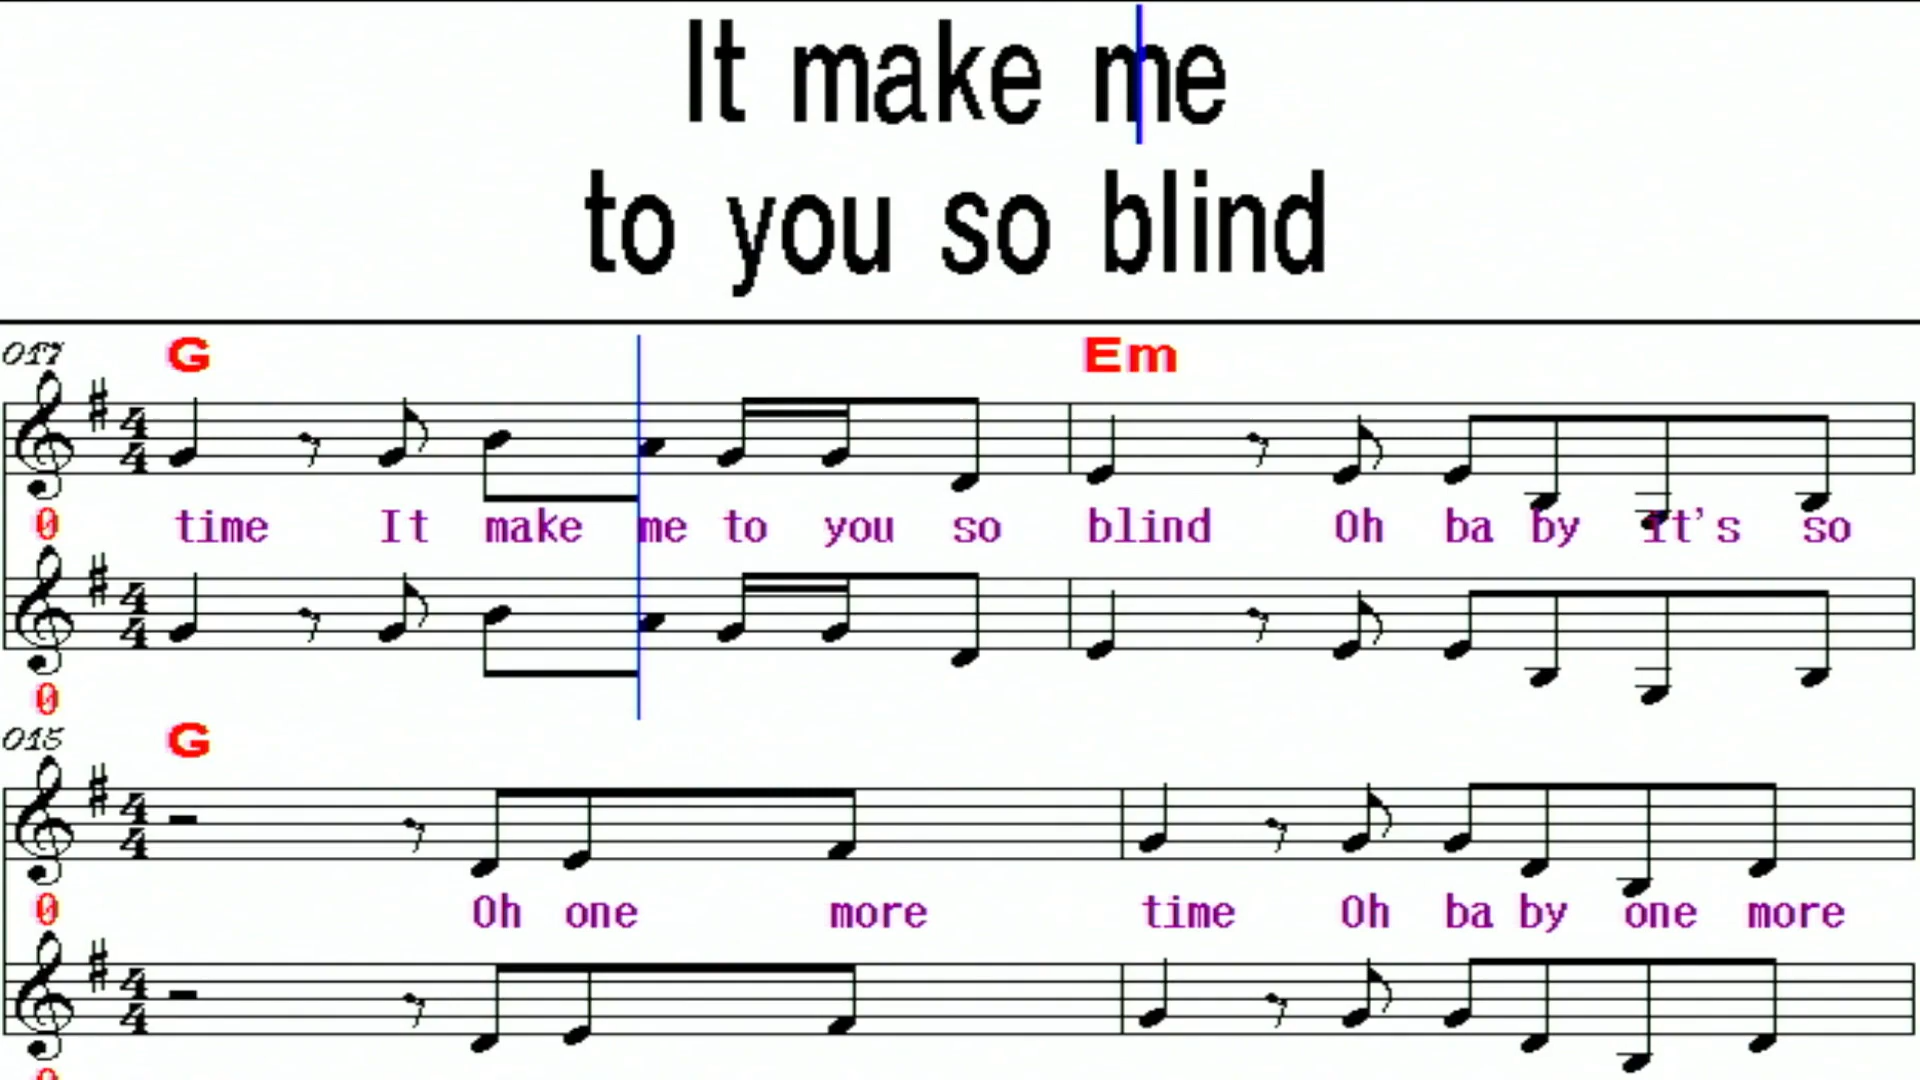 It make me
to you so blind
017 G Em
time It make me to you so blind Oh ba by it's so
0
0
015 G
0 Oh one more time Oh ba by one more